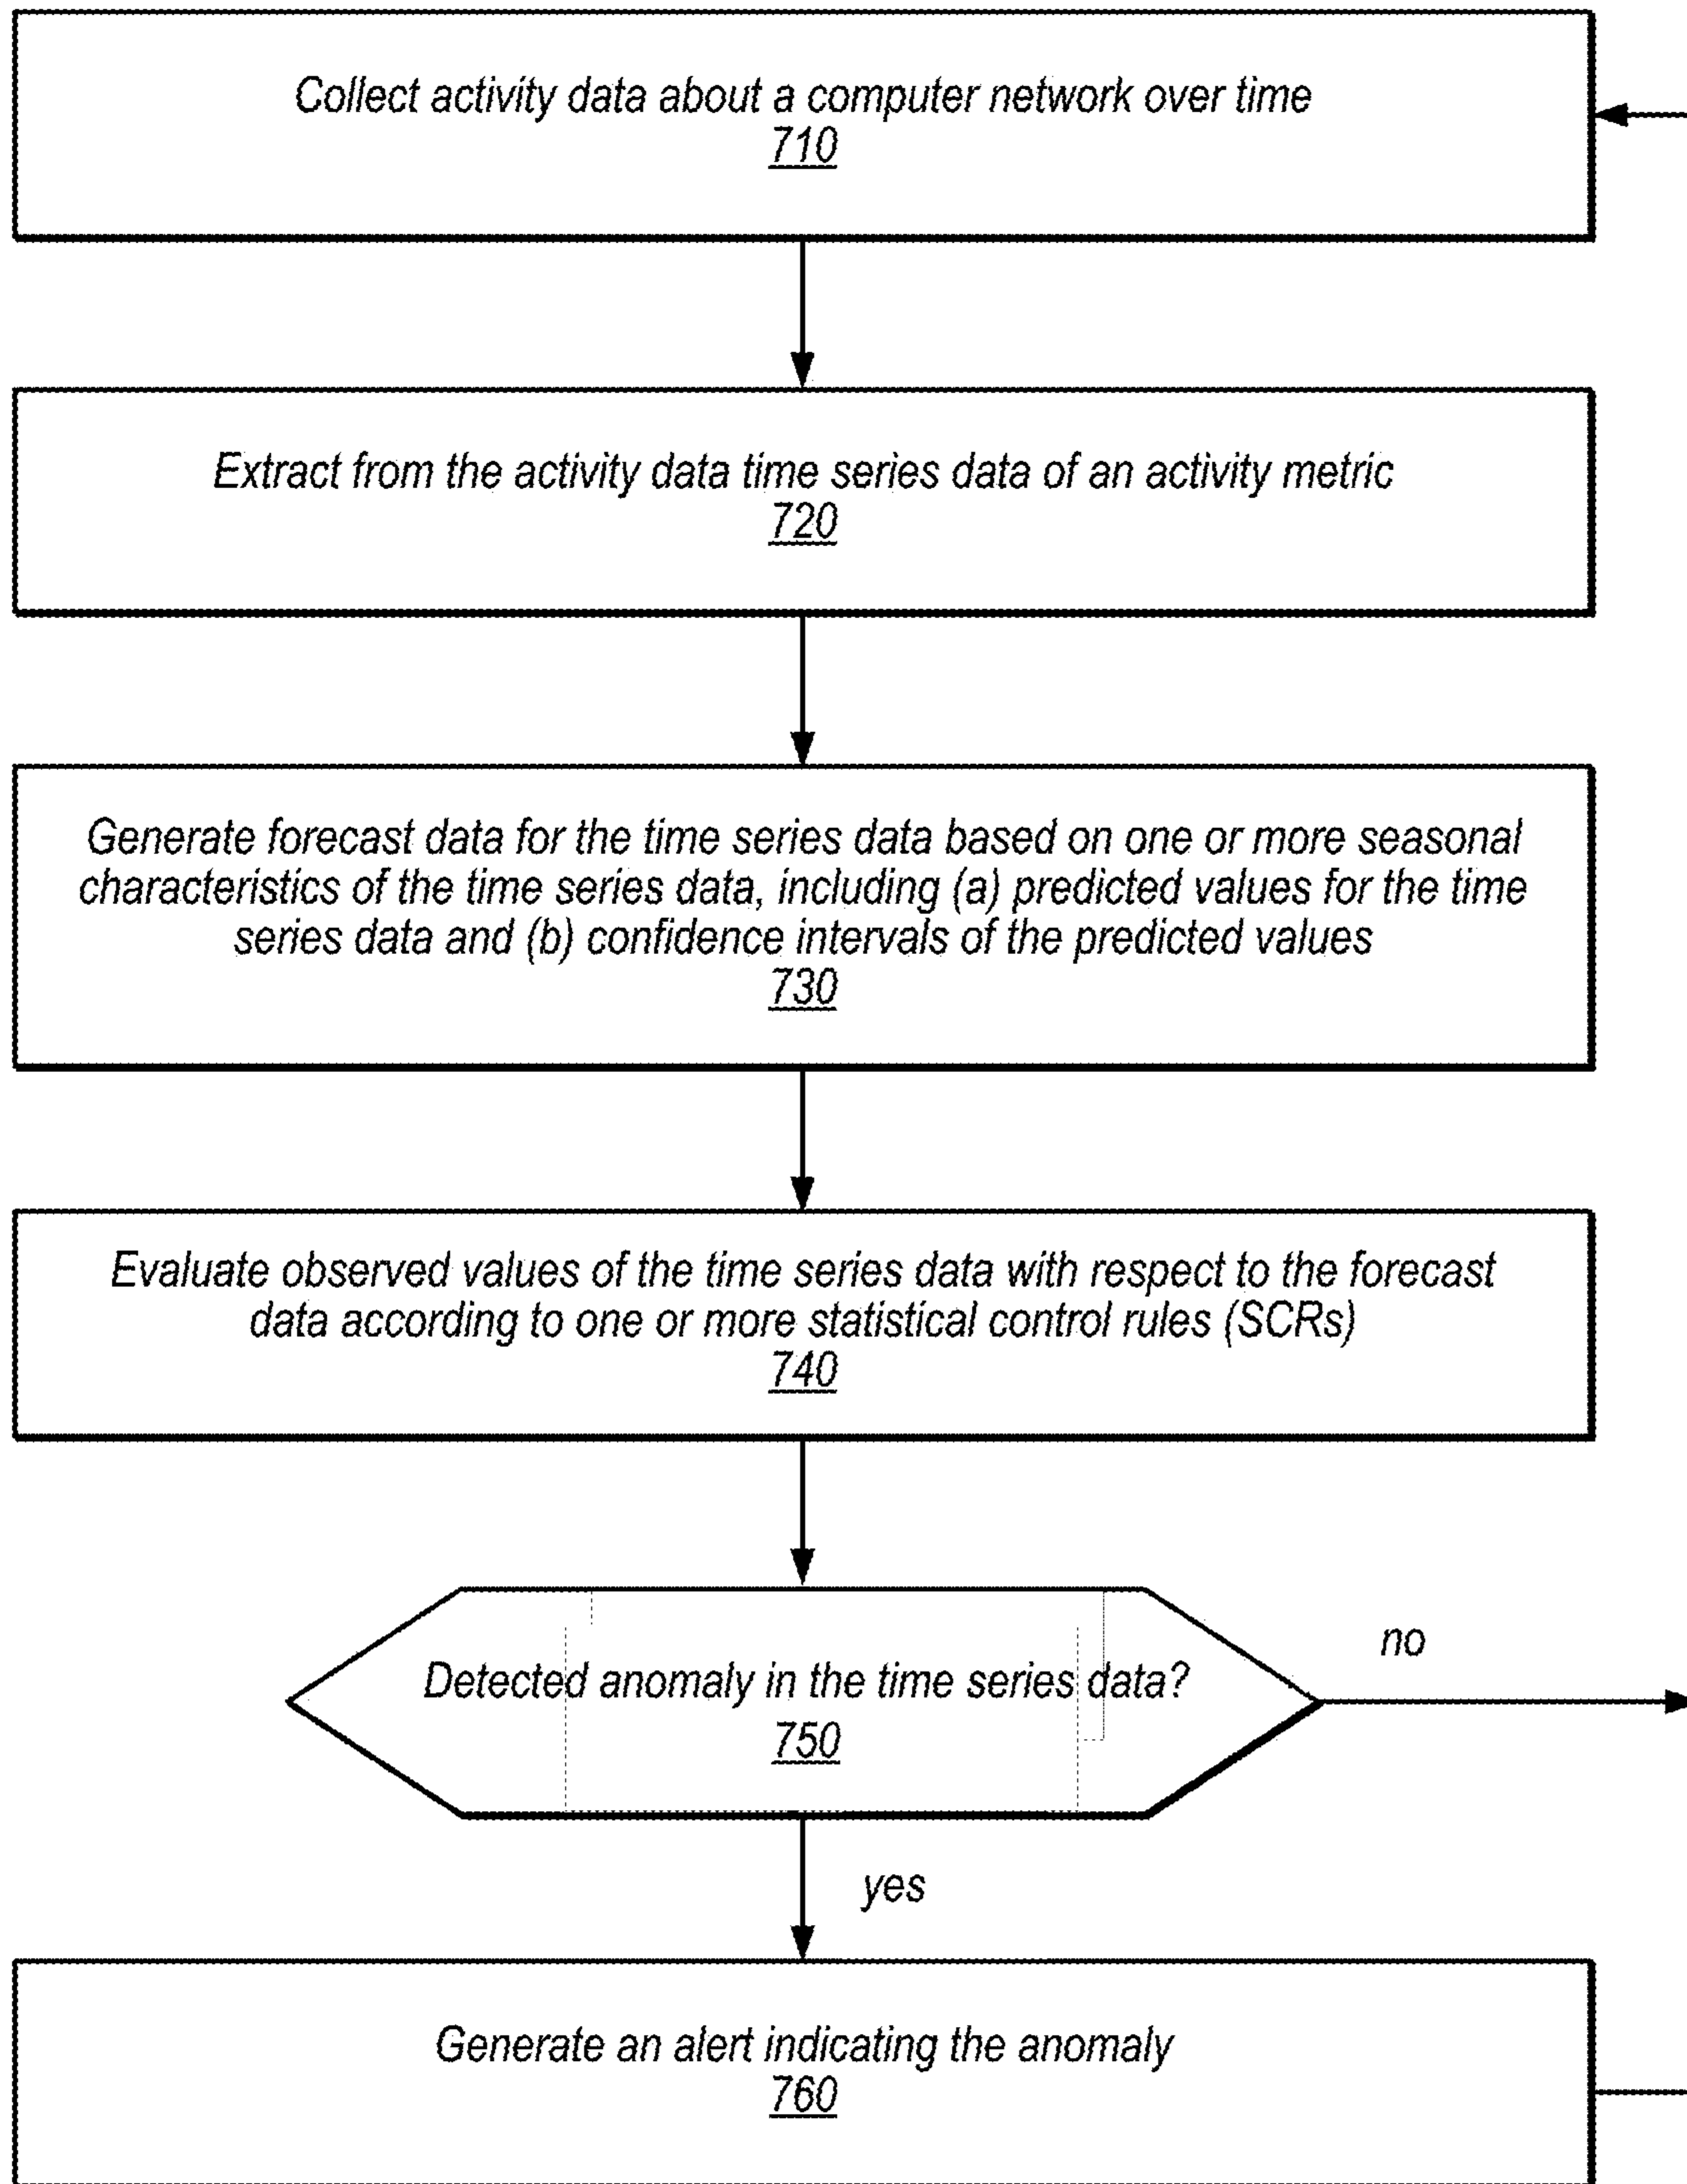 Collect activity data about a computer network over time
710
Extract from the activity data time series data of an activity metric
720
Generate forecast data for the time series data based on one or more seasonal
characteristics of the time series data, including (a) predicted values for the time
series data and (b) confidence intervals of the predicted values
730
Evaluate observed values of the time series data with respect to the forecast
data according to one or more statistical control rules (SCRs)
740
Detected anomaly in the time series data?
750
no
yes
Generate an alert indicating the anomaly
760